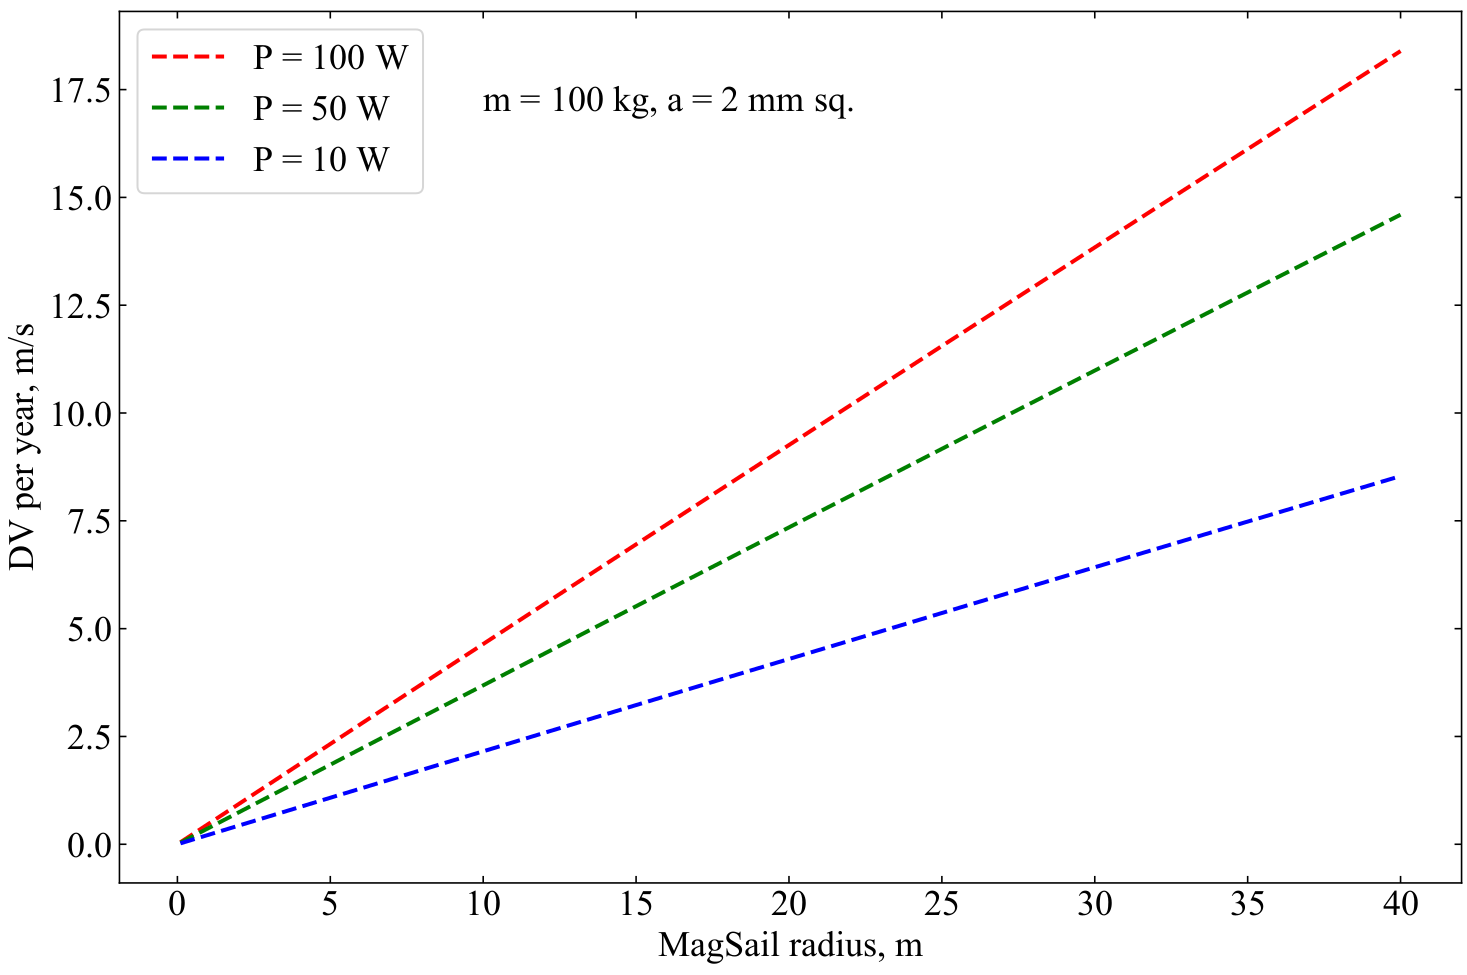 P = 100 W
P = 50 W
P = 10 W
m = 100 kg, a = 2 mm sq.
17.5
15.0
12.5
10.0
7.5
5.0
2.5
0.0
DV per year, m/s
0 5 10 15 20 25 30 35 40
MagSail radius, m